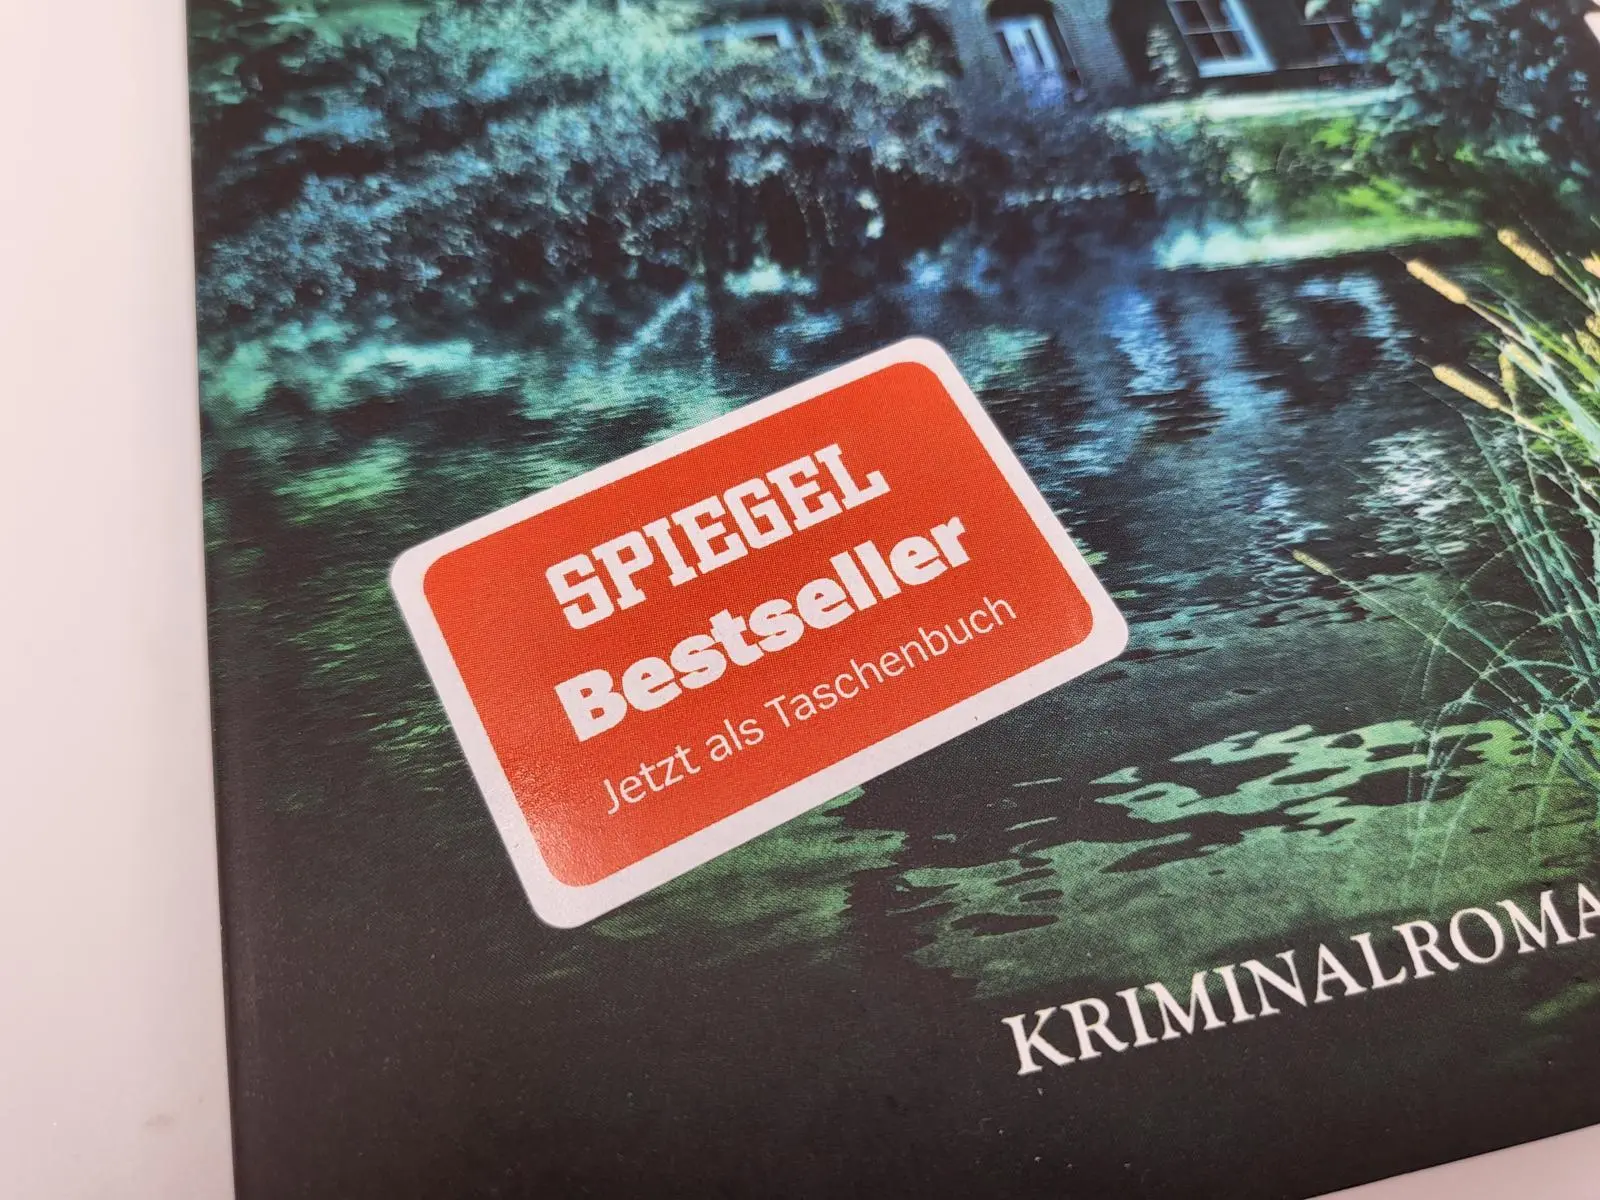 SPIEGEL
Bestseller
Jetzt als Taschenbuch
KRIMINALROMA